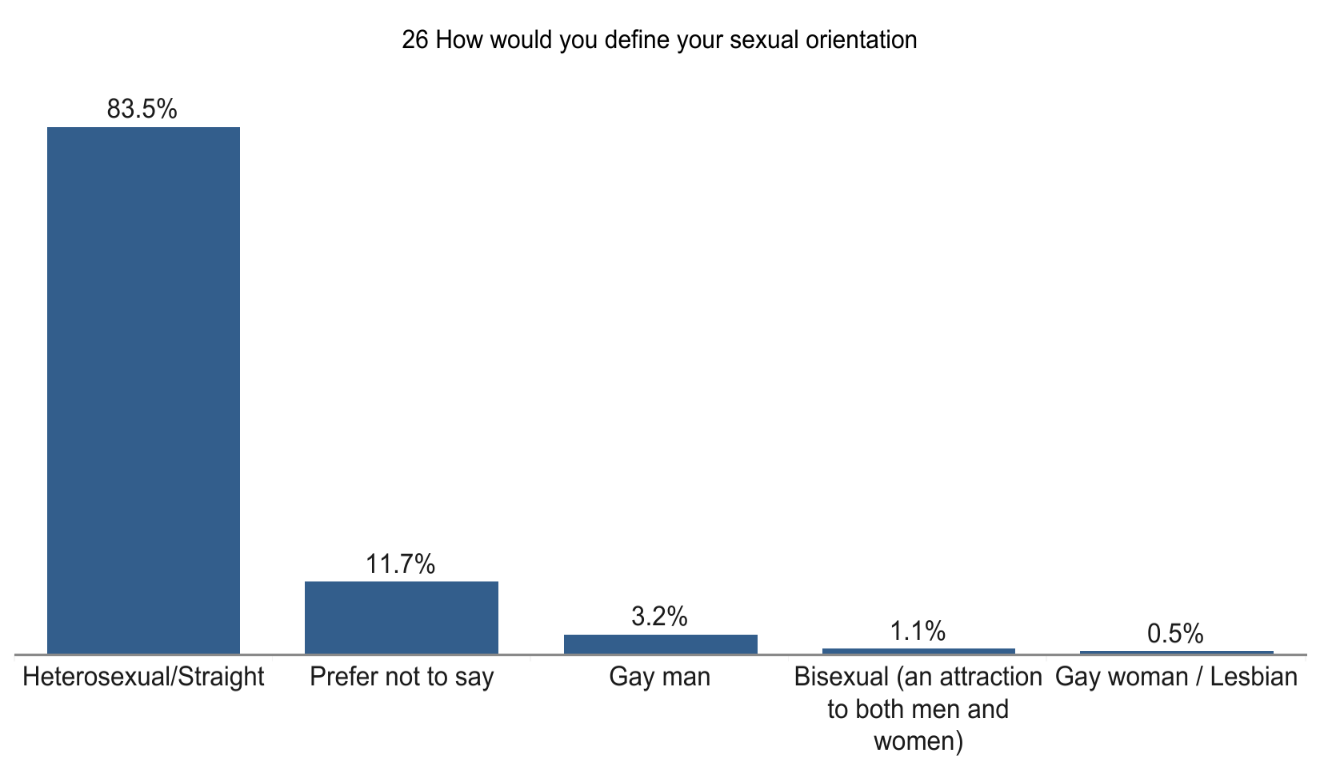 26 How would you define your sexual orientation
83.5%
11.7%
3.2%
1.1%
0.5%
Heterosexual/Straight
Prefer not to say
Gay man
Bisexual (an attraction
to both men and
women)
Gay woman / Lesbian